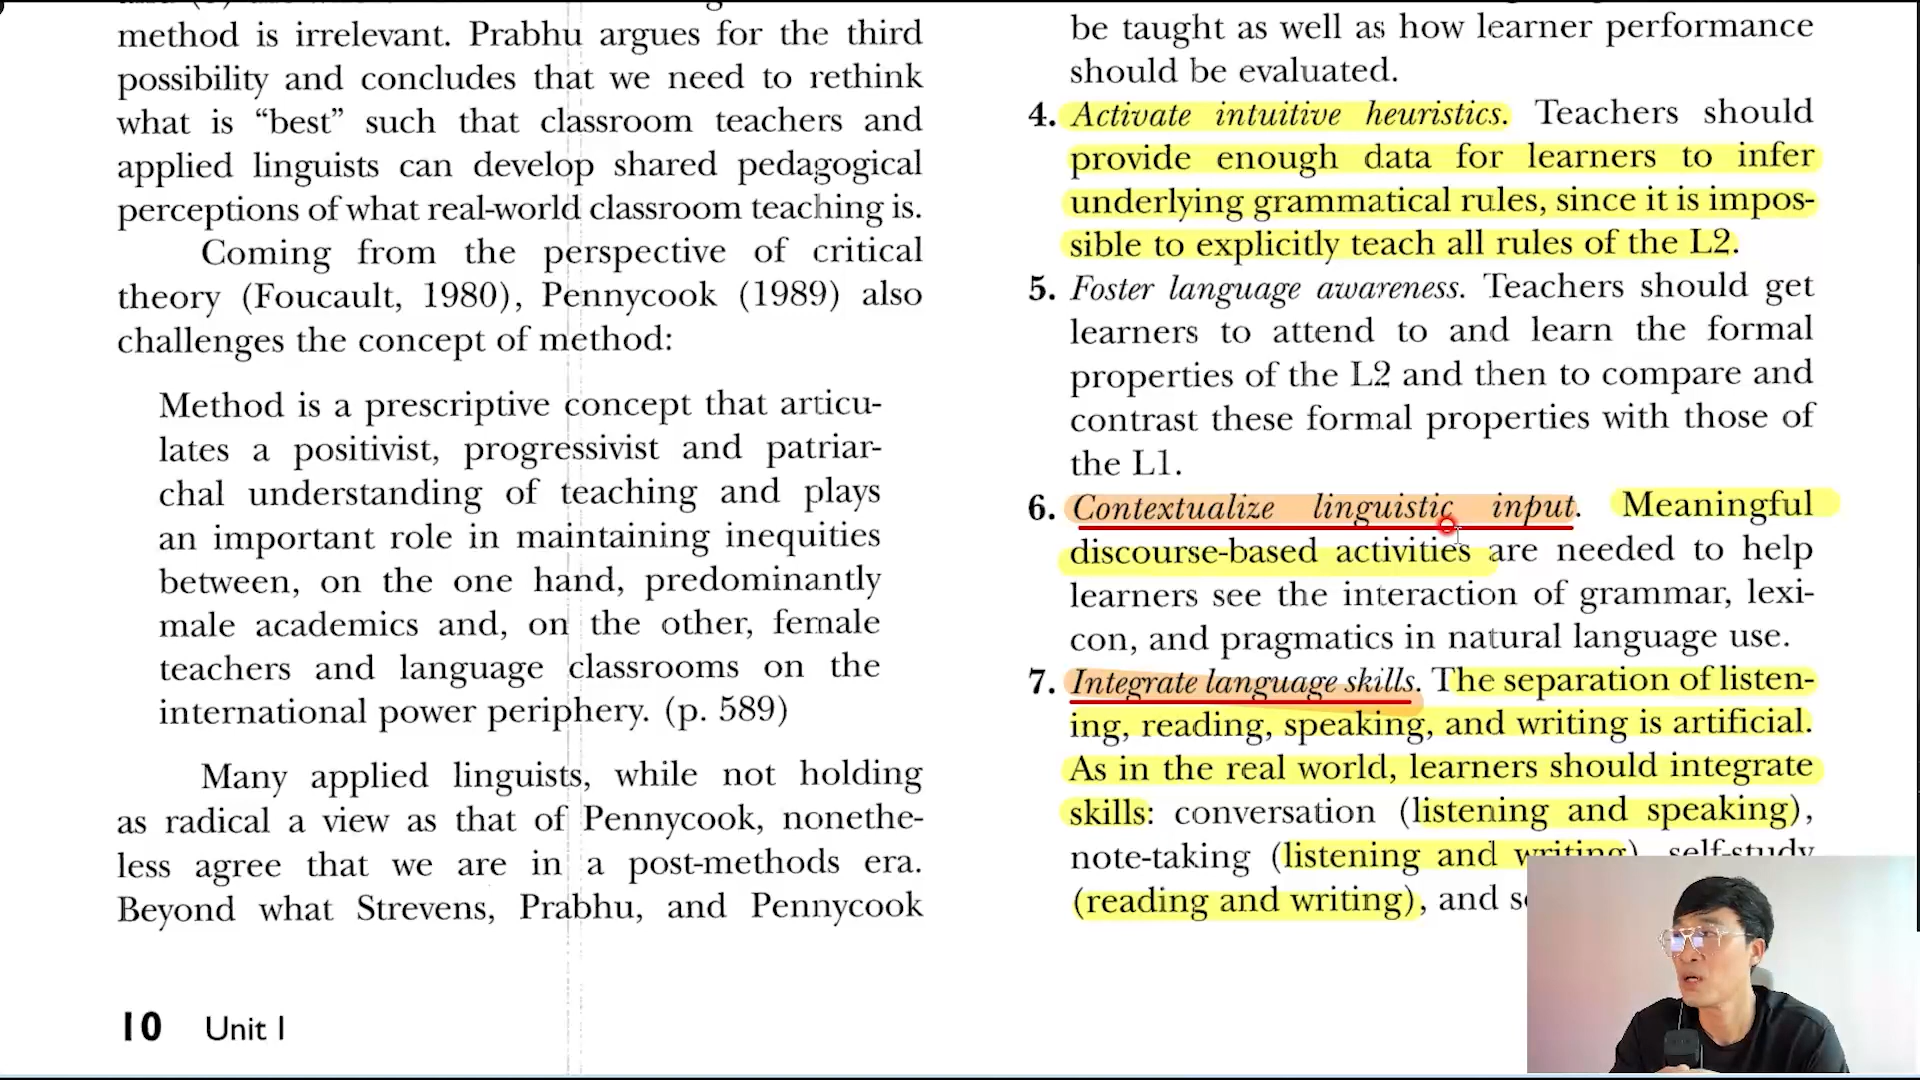 method is irrelevant. Prabhu argues for the third
possibility and concludes that we need to rethink
what is “best” such that classroom teachers and
applied linguists can develop shared pedagogical
perceptions of what real-world classroom teaching is.
Coming from the perspective of critical
theory (Foucault, 1980), Pennycook (1989) also
challenges the concept of method:
Method is a prescriptive concept that articu-
lates a positivist, progressivist and patriar-
chal understanding of teaching and plays
an important role in maintaining inequities
between, on the one hand, predominantly
male academics and, on the other, female
teachers and language classrooms on the
international power periphery. (p. 589)
Many applied linguists, while not holding
as radical a view as that of Pennycook, nonethe-
less agree that we are in a post-methods era.
Beyond what Strevens, Prabhu, and Pennycook
10 Unit I
be taught as well as how learner performance
should be evaluated.
4. Activate intuitive heuristics. Teachers should
provide enough data for learners to infer
underlying grammatical rules, since it is impos-
sible to explicitly teach all rules of the L2.
5. Foster language awareness. Teachers should get
learners to attend to and learn the formal
properties of the L2 and then to compare and
contrast these formal properties with those of
the L1.
6. Contextualize linguistic input. Meaningful
discourse-based activities are needed to help
learners see the interaction of grammar, lexi-
con, and pragmatics in natural language use.
7. Integrate language skills. The separation of listen-
ing, reading, speaking, and writing is artificial.
As in the real world, learners should integrate
skills: conversation (listening and speaking),
note-taking (listening and writing), self-study
(reading and writing), and